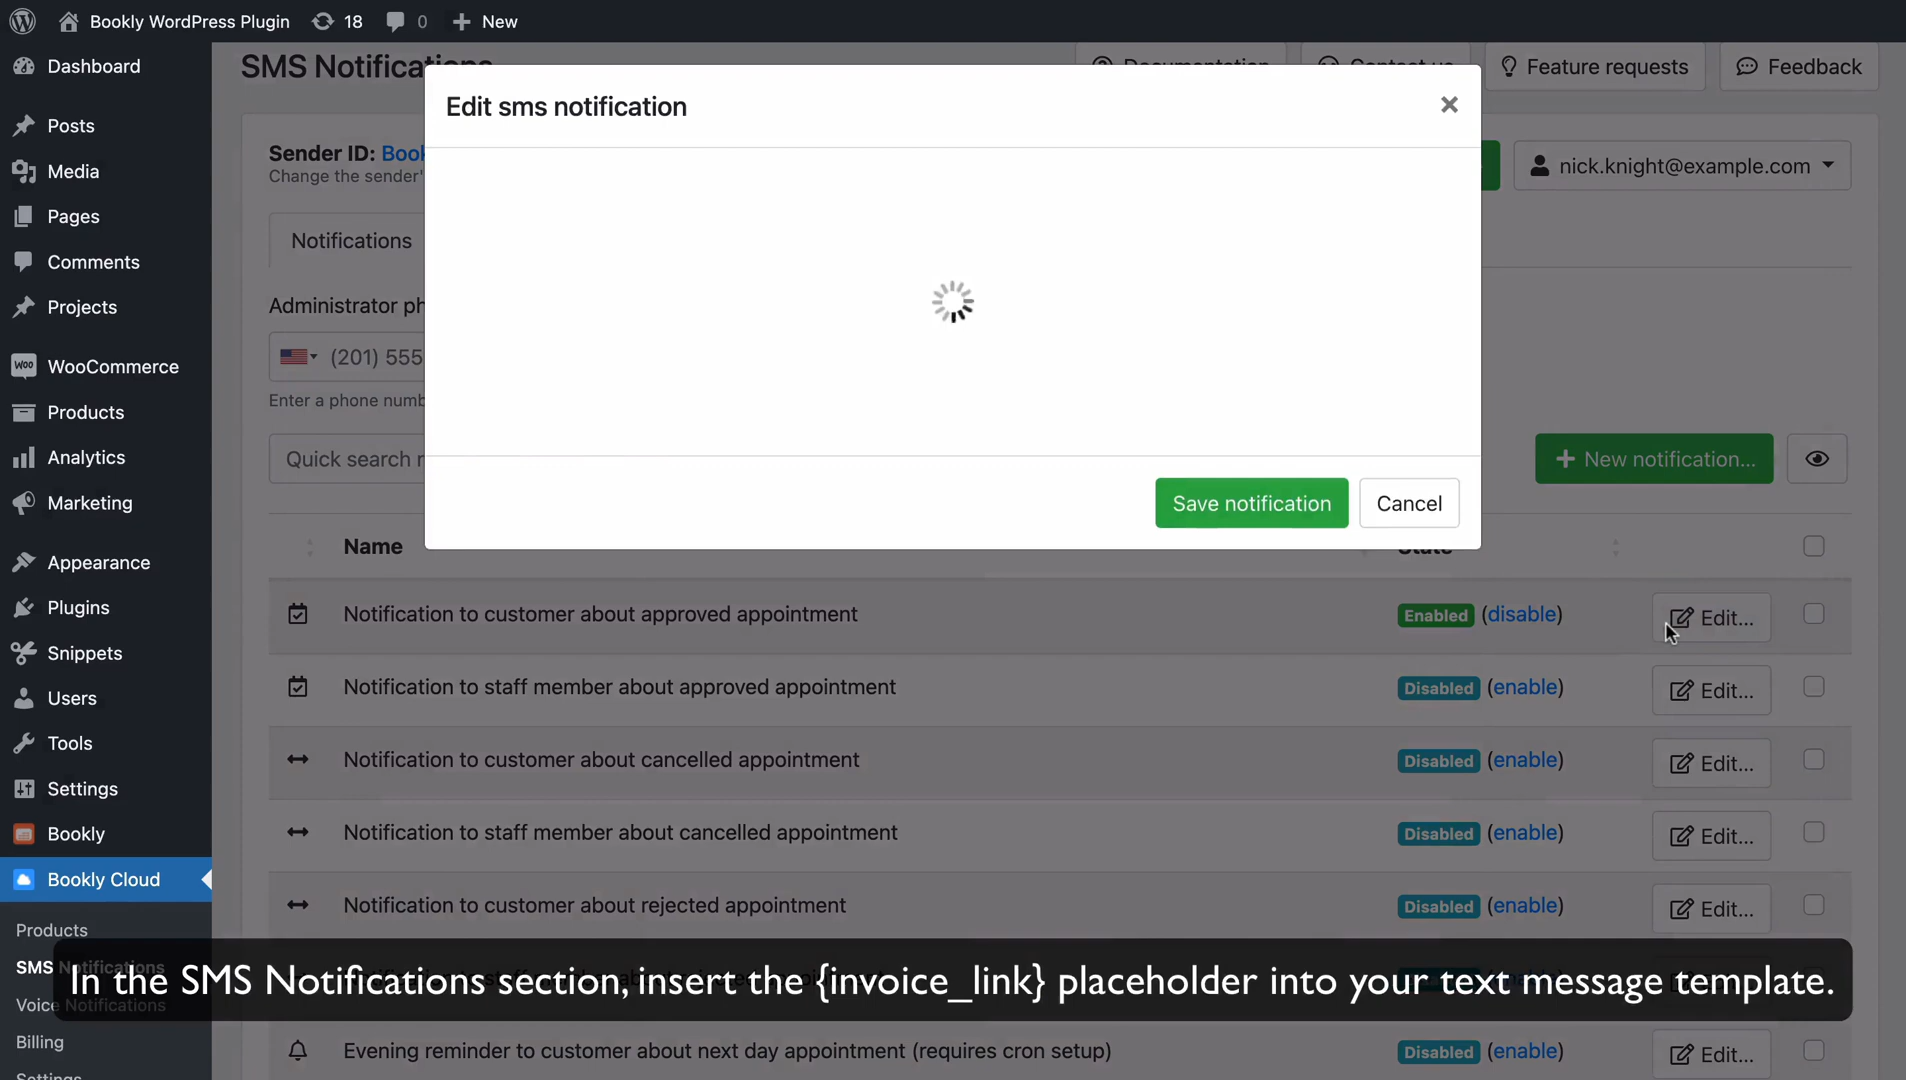 Bookly WordPress Plugin 18 0 New
Dashboard
Posts
Media
Pages
Comments
Projects
WooCommerce
Products
Analytics
Marketing
Appearance
Plugins
Snippets
Users
Tools
Settings
Bookly
Bookly Cloud
Products
SMS Notifications
Voice Notifications
Billing
Settings
SMS Notifications
Documentation
Contact us
Feature requests
Feedback
Sender ID: Book
Change the sender'
nick.knight@example.com
Notifications
Administrator ph
(201) 555
Enter a phone numb
Quick search
New notification...
Edit sms notification
Save notification
Cancel
Name State
Notification to customer about approved appointment Enabled (disable) Edit...
Notification to staff member about approved appointment Disabled (enable) Edit...
Notification to customer about cancelled appointment Disabled (enable) Edit...
Notification to staff member about cancelled appointment Disabled (enable) Edit...
Notification to customer about rejected appointment Disabled (enable) Edit...
In the SMS Notifications section, insert the {invoice_link} placeholder into your text message template.
Evening reminder to customer about next day appointment (requires cron setup) Disabled (enable) Edit...